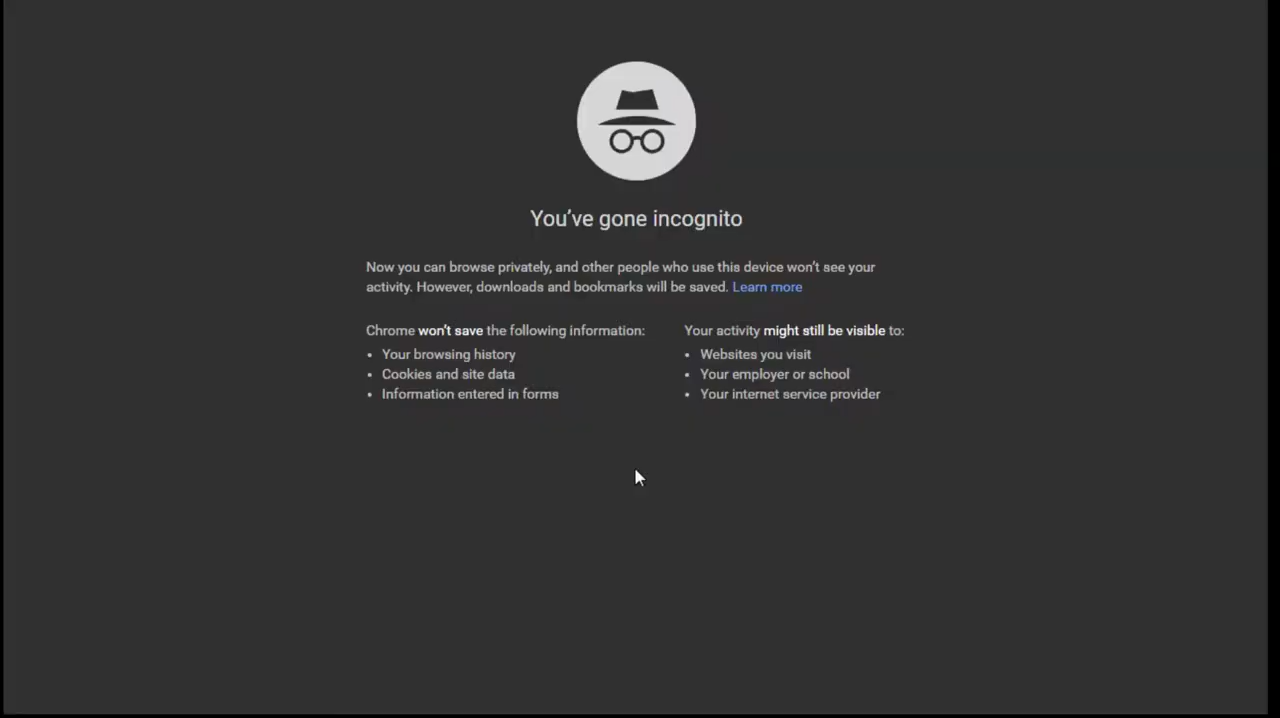 You've gone incognito
Now you can browse privately, and other people who use this device won't see your
activity. However, downloads and bookmarks will be saved. Learn more
Chrome won't save the following information:
• Your browsing history
• Cookies and site data
• Information entered in forms
Your activity might still be visible to:
• Websites you visit
• Your employer or school
• Your internet service provider